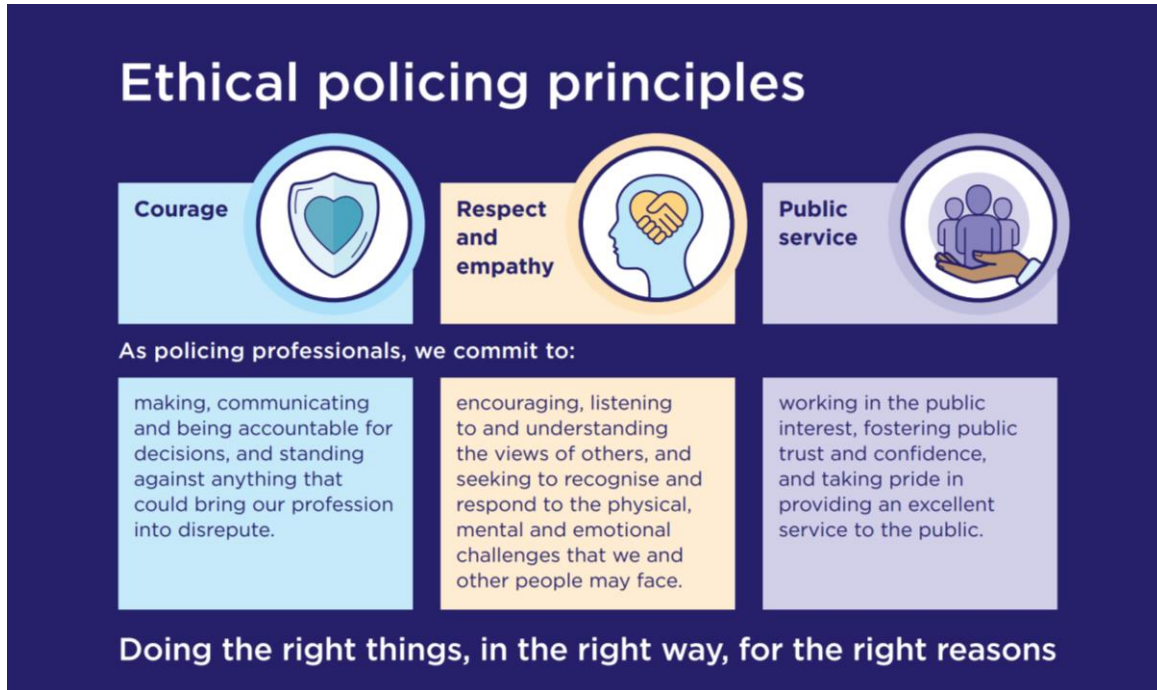 Ethical policing principles
Courage
Respect
and
empathy
Public
service
As policing professionals, we commit to:
making, communicating
and being accountable for
decisions, and standing
against anything that
could bring our profession
into disrepute.
encouraging, listening
to and understanding
the views of others, and
seeking to recognise and
respond to the physical,
mental and emotional
challenges that we and
other people may face.
working in the public
interest, fostering public
trust and confidence,
and taking pride in
providing an excellent
service to the public.
Doing the right things, in the right way, for the right reasons